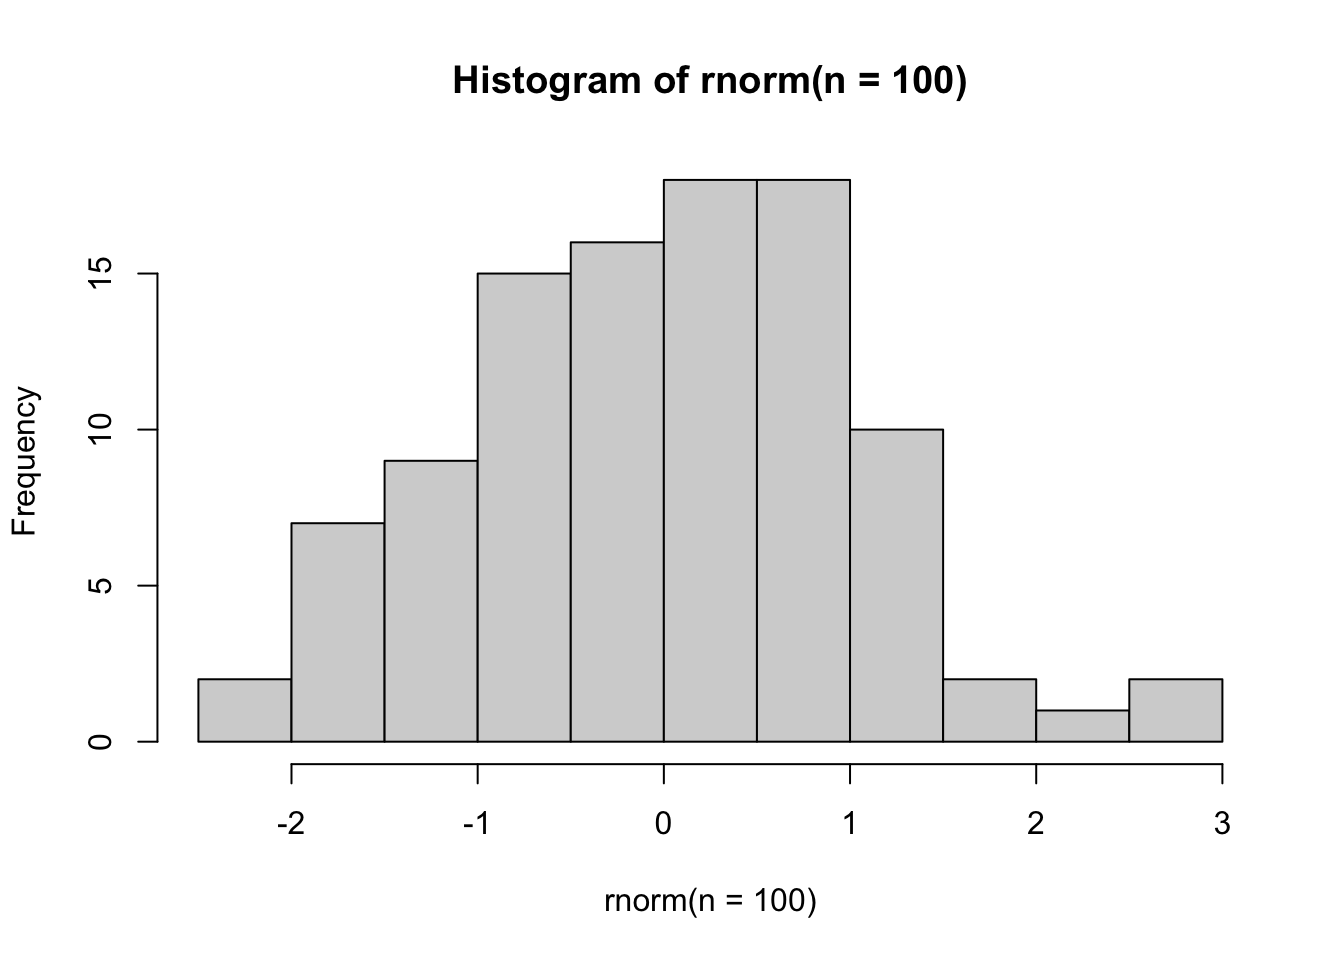 Histogram of rnorm(n = 100)
Frequency
15
10
5
0
-2 -1 0 1 2 3
rnorm(n = 100)